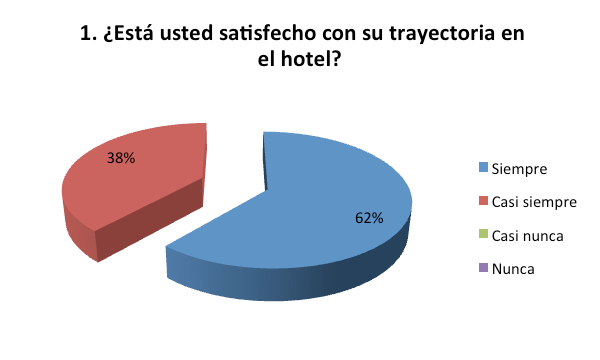 1. ¿Está usted satisfecho con su trayectoria en
el hotel?
38%
62%
Siempre
Casi siempre
Casi nunca
Nunca